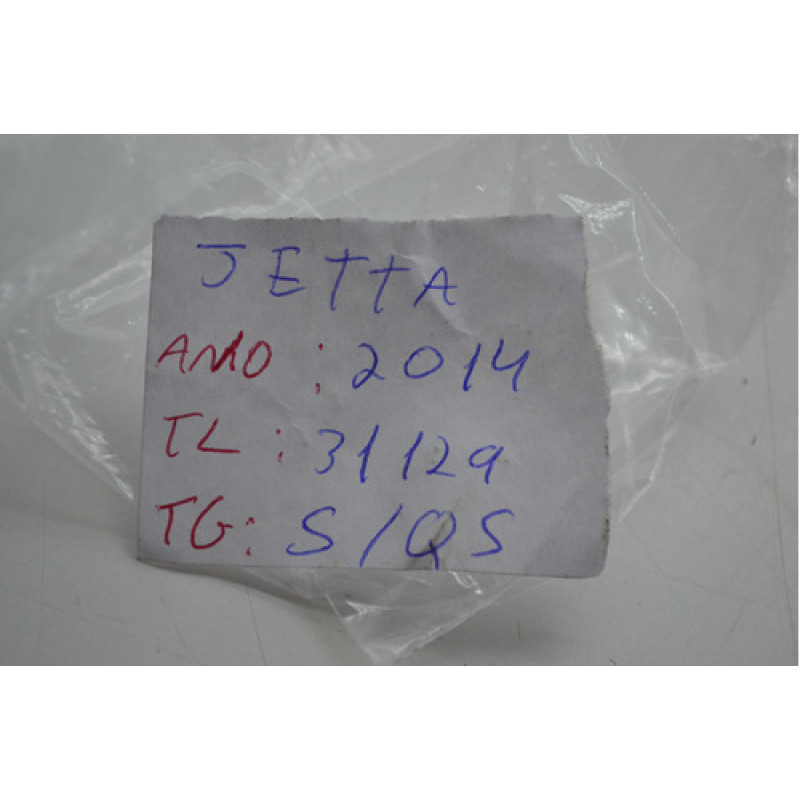 JETTA
ANO: 2014
TL: 31129
TG: S/QS